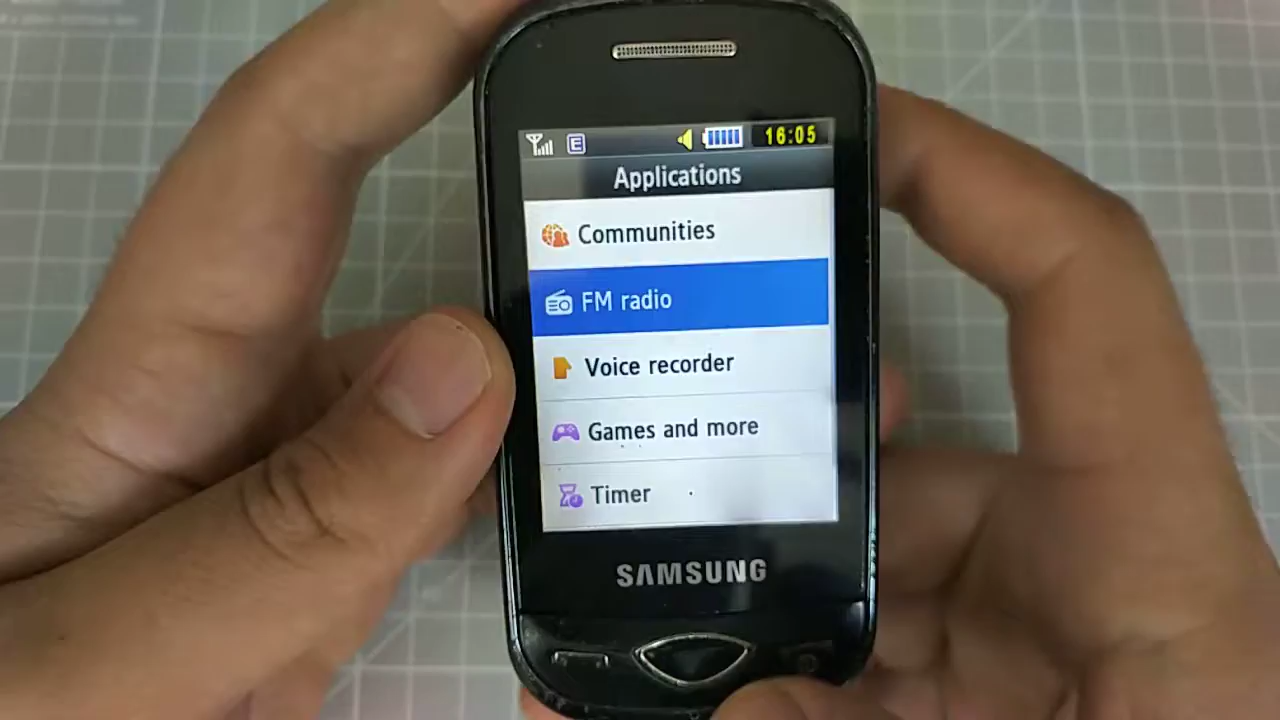 E 16:05
Applications
Communities
FM radio
Voice recorder
Games and more
Timer
SAMSUNG